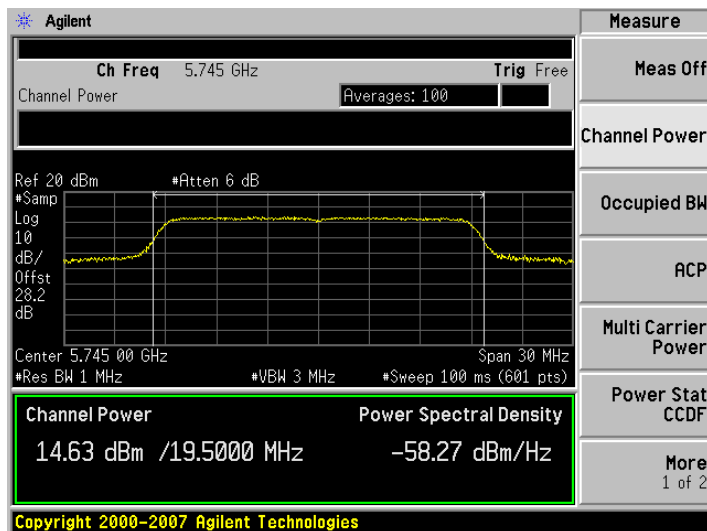 Agilent
Ch Freq 5.745 GHz Trig Free
Channel Power Averages: 100
Ref 20 dBm #Atten 6 dB
#Samp
Log
10
dB/
Offst
28.2
dB
Center 5.745 00 GHz Span 30 MHz
#Res BW 1 MHz #VBW 3 MHz #Sweep 100 ms (601 pts)
Channel Power Power Spectral Density
14.63 dBm /19.5000 MHz -58.27 dBm/Hz
Copyright 2000-2007 Agilent Technologies
Measure
Meas Off
Channel Power
Occupied BW
ACP
Multi Carrier
Power
Power Stat
CCDF
More
1 of 2